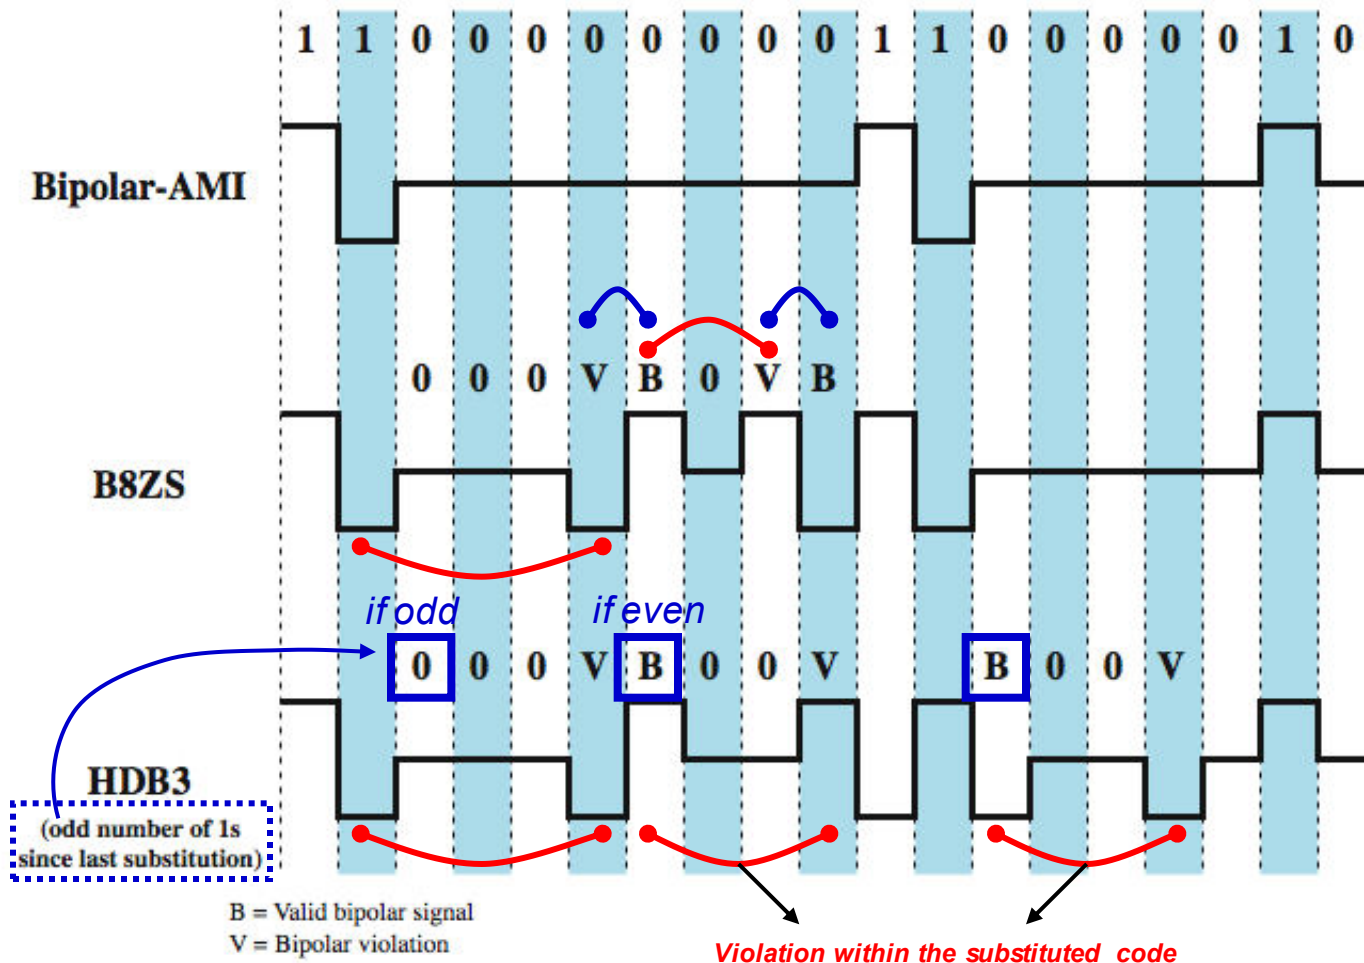 1 1 0 0 0 0 0 0 0 0 1 1 0 0 0 0 0 1 0
Bipolar-AMI
0 0 0 V B 0 V B
B8ZS
if odd if even
0 0 0 V B 0 0 V B 0 0 V
HDB3
(odd number of 1s
since last substitution)
B = Valid bipolar signal
V = Bipolar violation
Violation within the substituted code